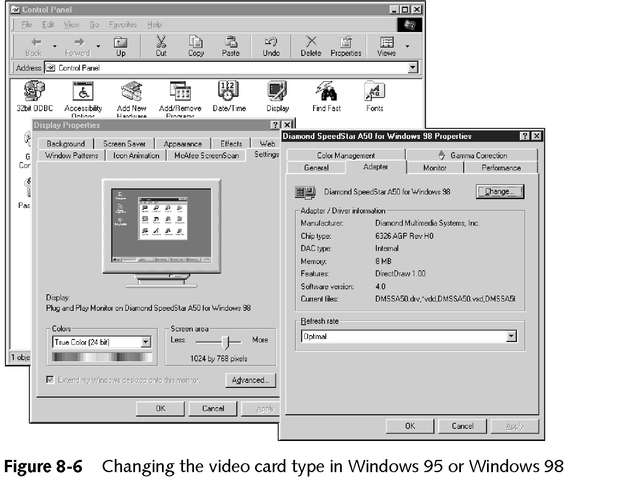 Control Panel
File Edit View Go Favorites Help
Back Forward Up Cut Copy Paste Undo Delete Properties Views
Address Control Panel
32bit ODBC Accessibility Options Add New Hardware Add/Remove Programs Date/Time Display Find Fast Fonts
1 obje
Display Properties
Background Screen Saver Appearance Effects Web
Window Patterns Icon Animation McAfee ScreenScan Settings
Display:
Plug and Play Monitor on Diamond SpeedStar A50 for Windows 98
Colors
True Color (24 bit)
Screen area
Less More
1024 by 768 pixels
Extend my Windows desktop onto this monitor.
Advanced...
OK Cancel Apply
Diamond SpeedStar A50 for Windows 98 Properties
Color Management Gamma Correction
General Adapter Monitor Performance
Diamond SpeedStar A50 for Windows 98 Change...
Adapter / Driver information
Manufacturer: Diamond Multimedia Systems, Inc.
Chip type: 6326 AGP Rev H0
DAC type: Internal
Memory: 8 MB
Features: DirectDraw 1.00
Software version: 4.0
Current files: DMSSA50.drv,*vdd,DMSSA50.vxd,DMSSA5
Refresh rate
Optimal
OK Cancel Apply
Figure 8-6 Changing the video card type in Windows 95 or Windows 98